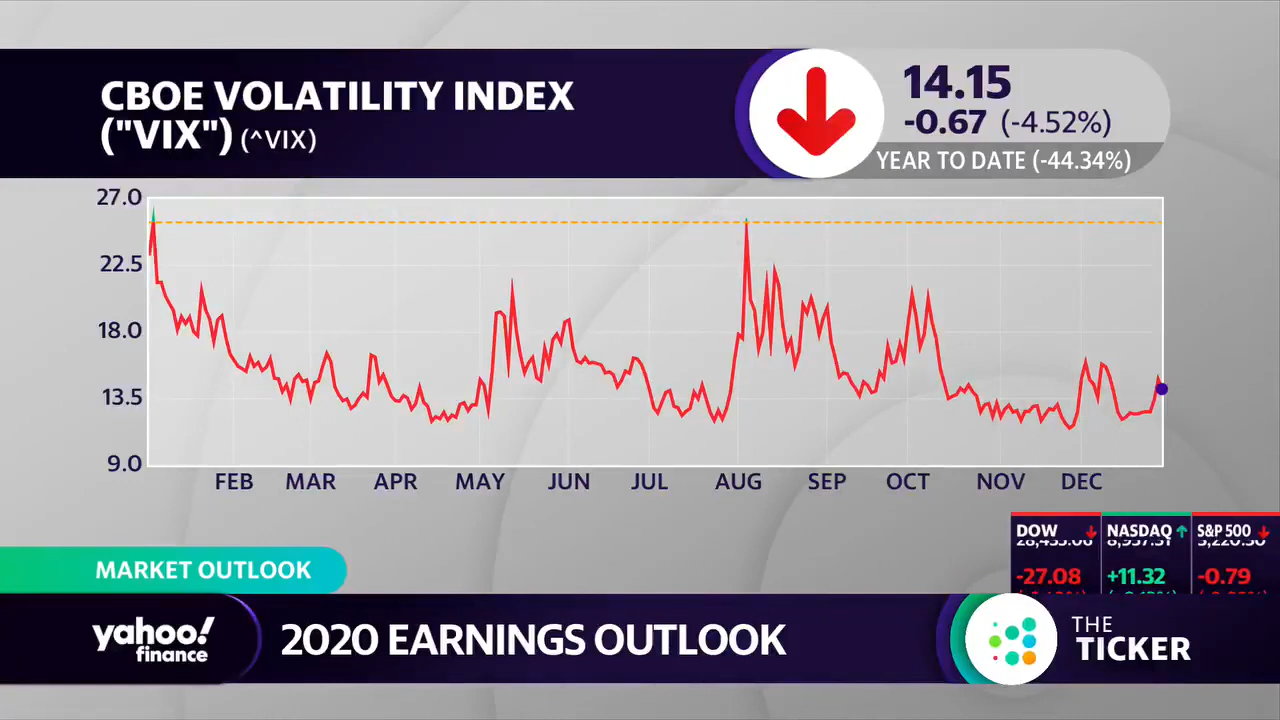 CBOE VOLATILITY INDEX
("VIX") (^VIX)
14.15
-0.67 (-4.52%)
YEAR TO DATE (-44.34%)
27.0
22.5
18.0
13.5
9.0
FEB MAR APR MAY JUN JUL AUG SEP OCT NOV DEC
DOW NASDAQ S&P 500
-27.08 +11.32 -0.79
MARKET OUTLOOK
yahoo!
finance
2020 EARNINGS OUTLOOK
THE
TICKER